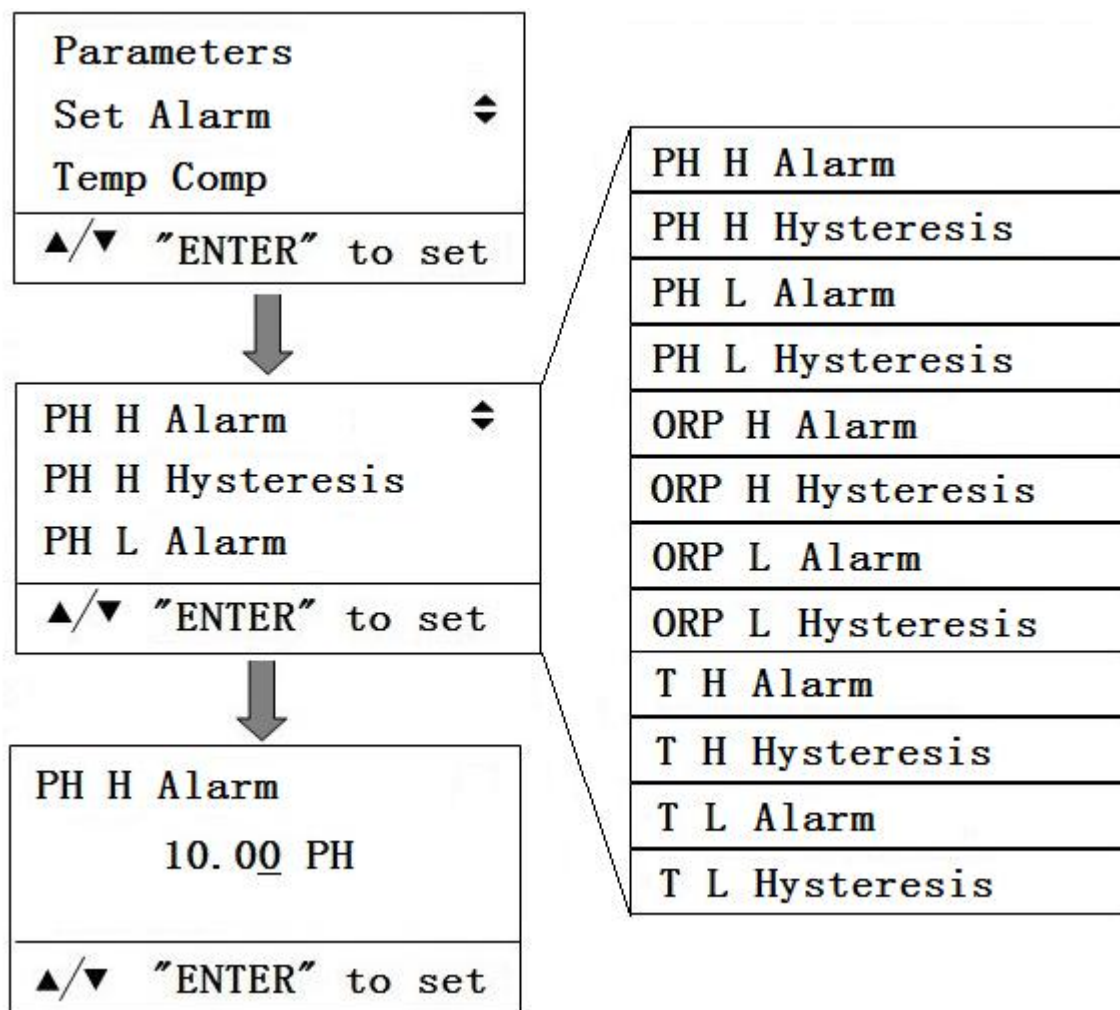 Parameters
Set Alarm
Temp Comp
▲/▼ "ENTER" to set
PH H Alarm
PH H Hysteresis
PH L Alarm
▲/▼ "ENTER" to set
PH H Alarm
10.00 PH
▲/▼ "ENTER" to set
PH H Alarm
PH H Hysteresis
PH L Alarm
PH L Hysteresis
ORP H Alarm
ORP H Hysteresis
ORP L Alarm
ORP L Hysteresis
T H Alarm
T H Hysteresis
T L Alarm
T L Hysteresis